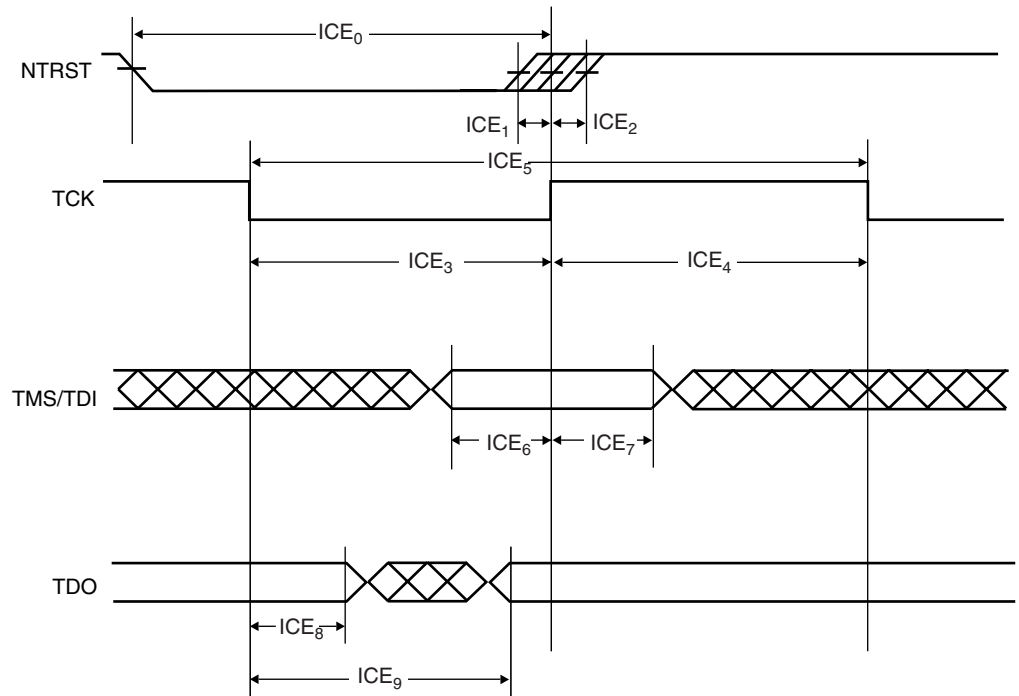 ICE0
NTRST
ICE1
ICE2
ICE5
TCK
ICE3
ICE4
TMS/TDI
ICE6
ICE7
TDO
ICE8
ICE9